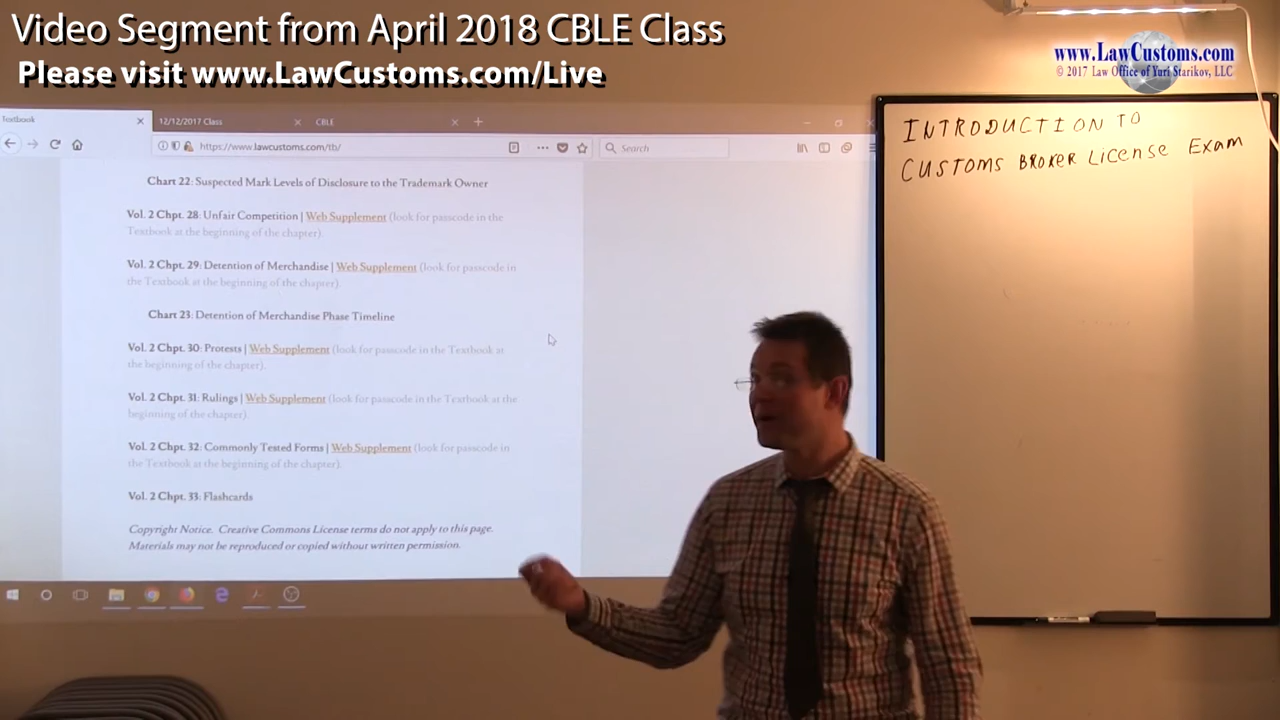 Video Segment from April 2018 CBLE Class
Please visit www.LawCustoms.com/Live
www.LawCustoms.com
© 2017 Law Office of Yuri Starikov, LLC
INTRODUCTION TO
CUSTOMS BROKER LICENSE Exam
Textbook
12/12/2017 Class
CBLE
https://www.lawcustoms.com/tb/
Search
Chart 22: Suspected Mark Levels of Disclosure to the Trademark Owner
Vol. 2 Chpt. 28: Unfair Competition | Web Supplement (look for passcode in the
Textbook at the beginning of the chapter).
Vol. 2 Chpt. 29: Detention of Merchandise | Web Supplement (look for passcode in
the Textbook at the beginning of the chapter).
Chart 23: Detention of Merchandise Phase Timeline
Vol. 2 Chpt. 30: Protests | Web Supplement (look for passcode in the Textbook at
the beginning of the chapter).
Vol. 2 Chpt. 31: Rulings | Web Supplement (look for passcode in the Textbook at the
beginning of the chapter).
Vol. 2 Chpt. 32: Commonly Tested Forms | Web Supplement (look for passcode in
the Textbook at the beginning of the chapter).
Vol. 2 Chpt. 33: Flashcards
Copyright Notice. Creative Commons License terms do not apply to this page.
Materials may not be reproduced or copied without written permission.